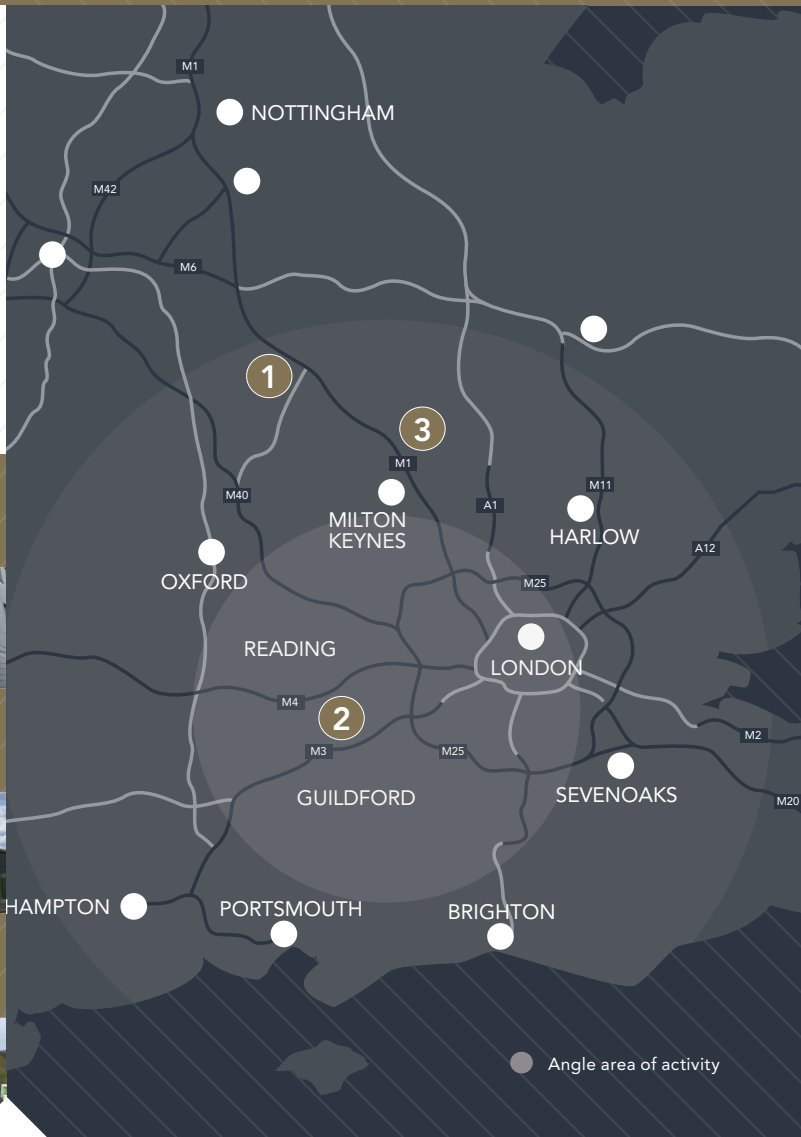 M1
NOTTINGHAM
M42
M6
1
3
M1
M11
M40
A1
MILTON
KEYNES
HARLOW
A12
OXFORD
M25
READING
LONDON
M4
2
M3
M25
M2
SEVENOAKS
GUILDFORD
M20
HAMPTON
PORTSMOUTH
BRIGHTON
Angle area of activity